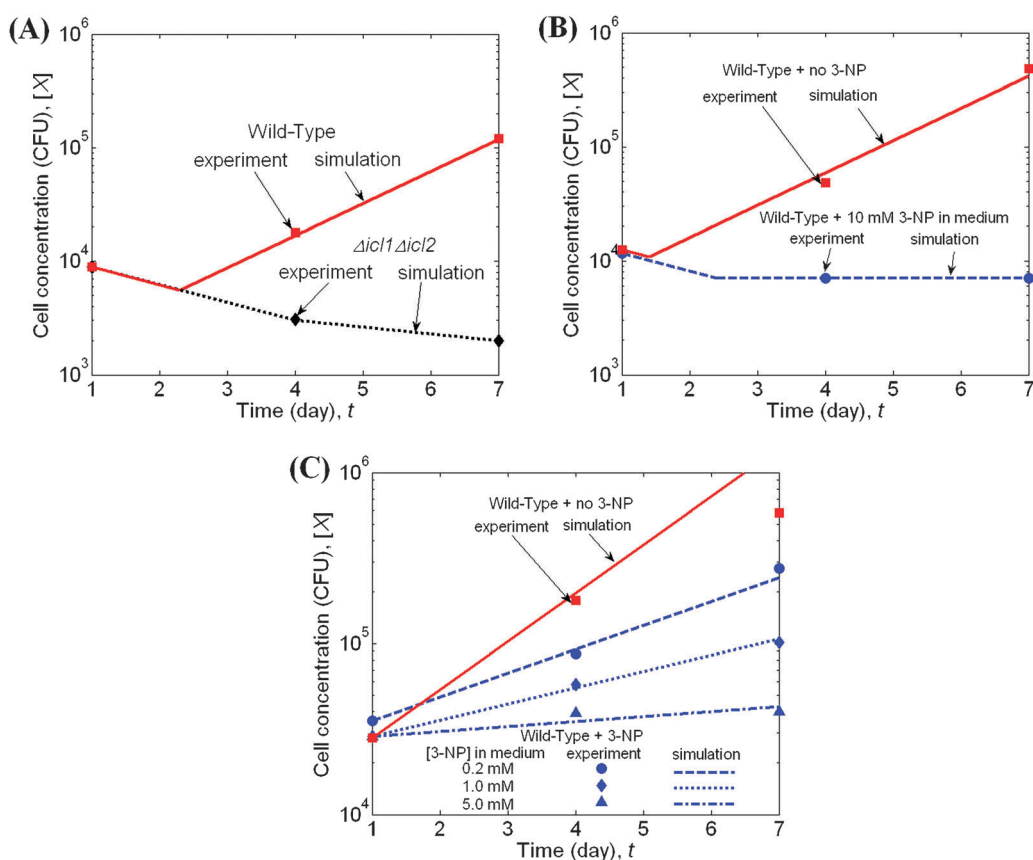 (A)
10^6
10^5
10^4
10^3
Cell concentration (CFU), [X]
Wild-Type
experiment simulation
Δicl1Δicl2
experiment simulation
1 2 3 4 5 6 7
Time (day), t
(B)
10^6
10^5
10^4
10^3
Cell concentration (CFU), [X]
Wild-Type + no 3-NP
experiment simulation
Wild-Type + 10 mM 3-NP in medium
experiment simulation
1 2 3 4 5 6 7
Time (day), t
(C)
10^6
10^5
10^4
Cell concentration (CFU), [X]
Wild-Type + no 3-NP
experiment simulation
Wild-Type + 3-NP
[3-NP] in medium experiment simulation
0.2 mM
1.0 mM
5.0 mM
1 2 3 4 5 6 7
Time (day), t